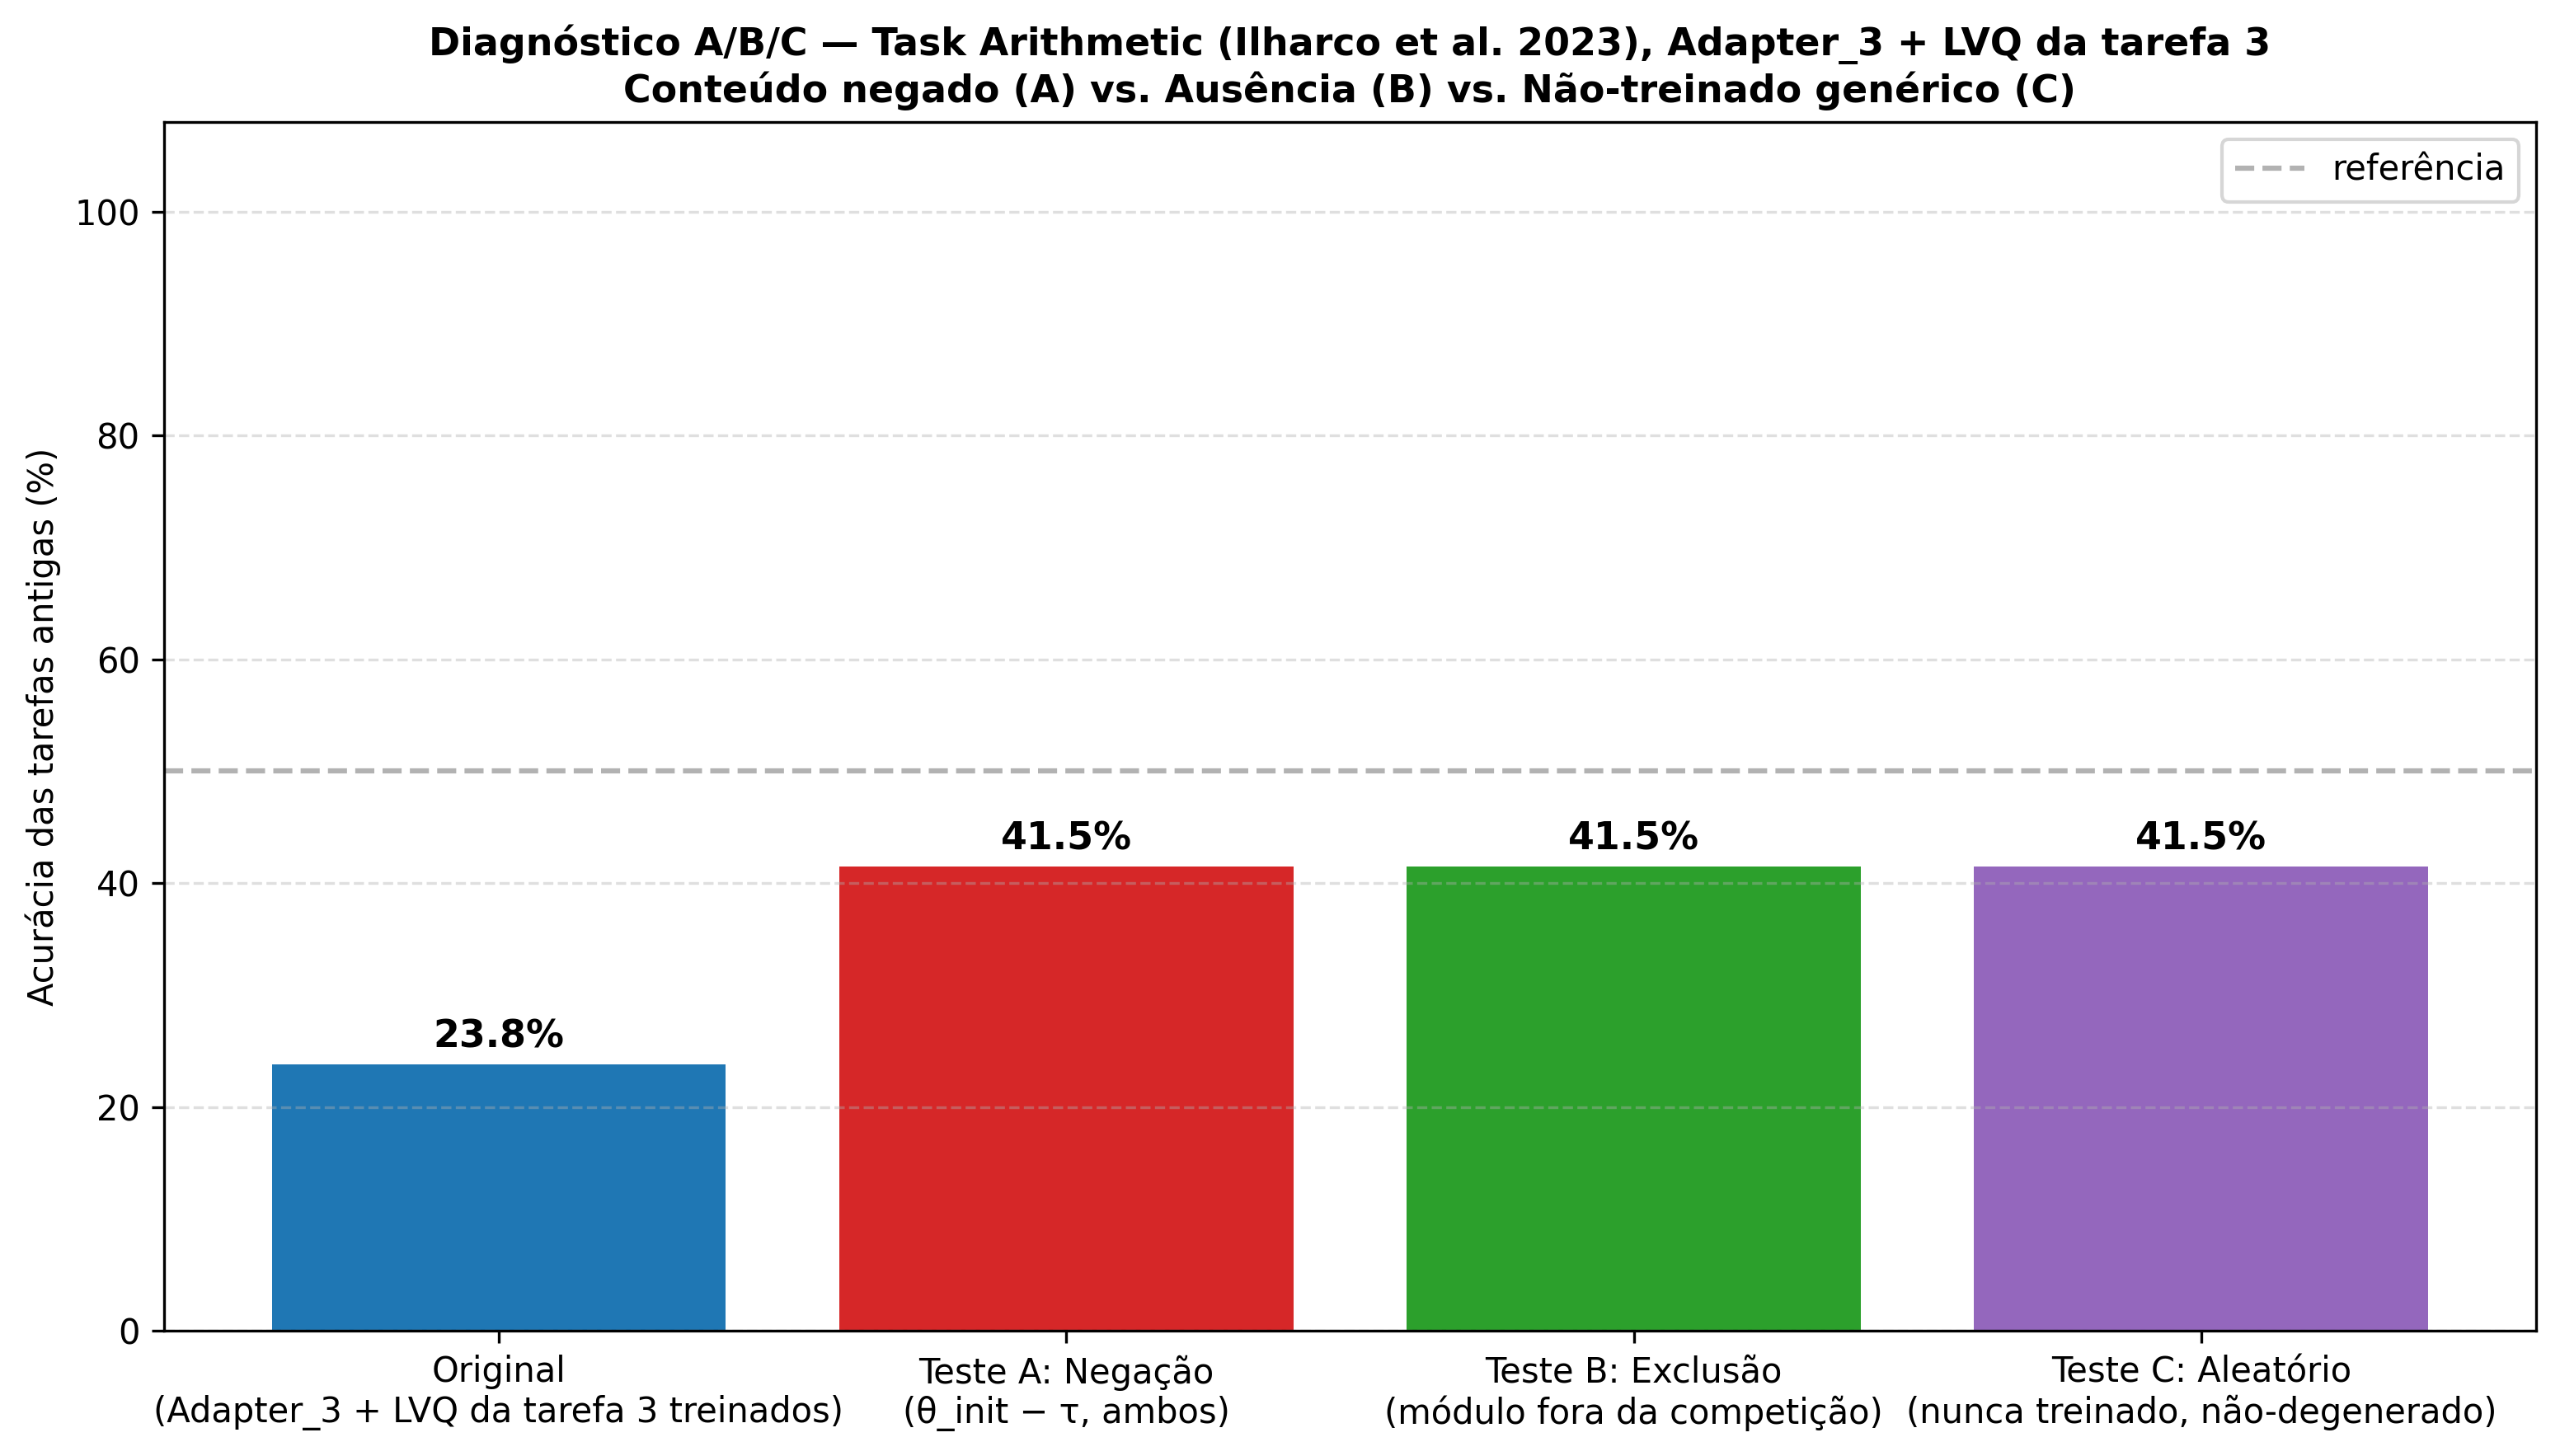 Diagnóstico A/B/C — Task Arithmetic (Ilharco et al. 2023), Adapter_3 + LVQ da tarefa 3
Conteúdo negado (A) vs. Ausência (B) vs. Não-treinado genérico (C)
referência
Acurácia das tarefas antigas (%)
100
80
60
40
20
0
23.8%
41.5%
41.5%
41.5%
Original
(Adapter_3 + LVQ da tarefa 3 treinados)
Teste A: Negação
(θ_init − τ, ambos)
Teste B: Exclusão
(módulo fora da competição)
Teste C: Aleatório
(nunca treinado, não-degenerado)